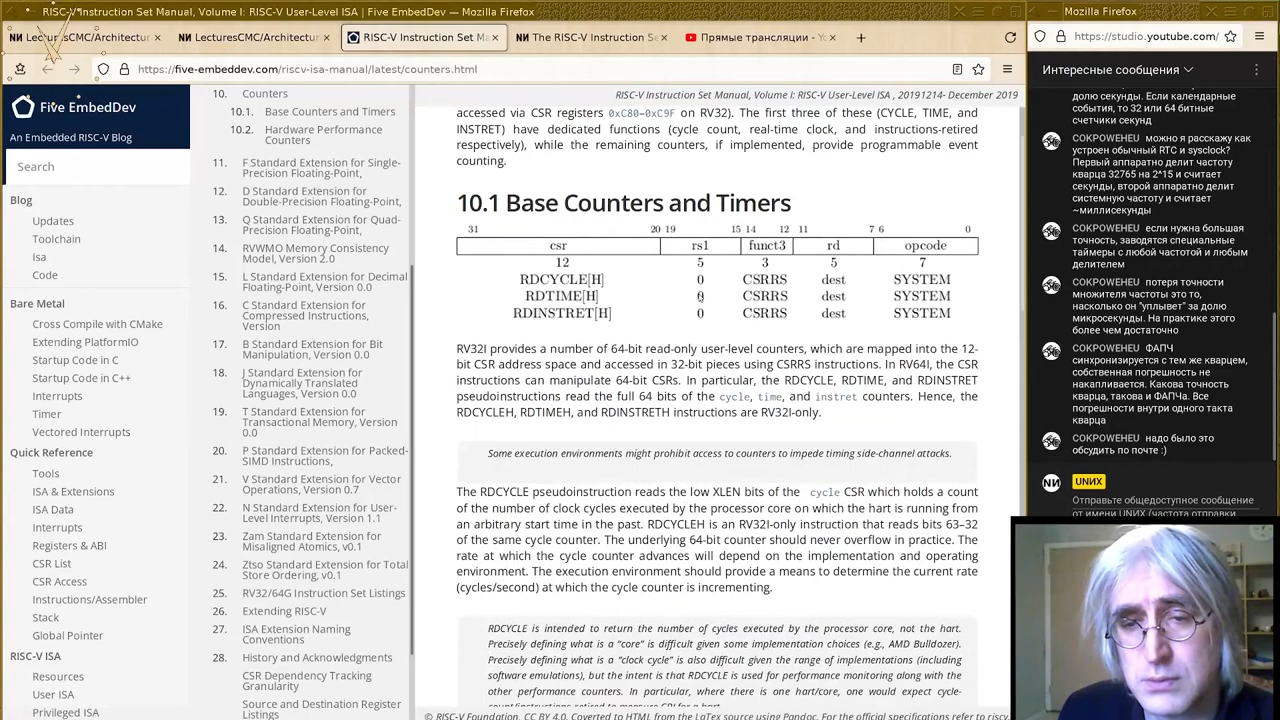 RISC-V Instruction Set Manual, Volume I: RISC-V User-Level ISA | Five EmbedDev — Mozilla Firefox
LecturesCMC/Architectur
LecturesCMC/Architectur
RISC-V Instruction Set Ma
The RISC-V Instruction Se
Прямые трансляции - Yo
https://five-embeddev.com/riscv-isa-manual/latest/counters.html
Five EmbedDev
An Embedded RISC-V Blog
Search
Blog
Updates
Toolchain
Isa
Code
Bare Metal
Cross Compile with CMake
Extending PlatformIO
Startup Code in C
Startup Code in C++
Interrupts
Timer
Vectored Interrupts
Quick Reference
Tools
ISA & Extensions
ISA Data
Interrupts
Registers & ABI
CSR List
CSR Access
Instructions/Assembler
Stack
Global Pointer
RISC-V ISA
Resources
User ISA
Privileged ISA
10. Counters
10.1. Base Counters and Timers
10.2. Hardware Performance
Counters
11. F Standard Extension for Single-
Precision Floating-Point,
12. D Standard Extension for
Double-Precision Floating-Point,
13. Q Standard Extension for Quad-
Precision Floating-Point,
14. RVWMO Memory Consistency
Model, Version 2.0
15. L Standard Extension for Decimal
Floating-Point, Version 0.0
16. C Standard Extension for
Compressed Instructions,
Version
17. B Standard Extension for Bit
Manipulation, Version 0.0
18. J Standard Extension for
Dynamically Translated
Languages, Version 0.0
19. T Standard Extension for
Transactional Memory, Version
0.0
20. P Standard Extension for Packed-
SIMD Instructions,
21. V Standard Extension for Vector
Operations, Version 0.7
22. N Standard Extension for User-
Level Interrupts, Version 1.1
23. Zam Standard Extension for
Misaligned Atomics, v0.1
24. Ztso Standard Extension for Total
Store Ordering, v0.1
25. RV32/64G Instruction Set Listings
26. Extending RISC-V
27. ISA Extension Naming
Conventions
28. History and Acknowledgments
CSR Dependency Tracking
Granularity
Source and Destination Register
Listings
RISC-V Instruction Set Manual, Volume I: RISC-V User-Level ISA , 20191214- December 2019
accessed via CSR registers 0xC80–0xC9F on RV32). The first three of these (CYCLE, TIME, and
INSTRET) have dedicated functions (cycle count, real-time clock, and instructions-retired
respectively), while the remaining counters, if implemented, provide programmable event
counting.
10.1 Base Counters and Timers
31 20 19 15 14 12 11 7 6 0
csr rs1 funct3 rd opcode
12 5 3 5 7
RDCYCLE[H] 0 CSRRS dest SYSTEM
RDTIME[H] 0 CSRRS dest SYSTEM
RDINSTRET[H] 0 CSRRS dest SYSTEM
RV32I provides a number of 64-bit read-only user-level counters, which are mapped into the 12-
bit CSR address space and accessed in 32-bit pieces using CSRRS instructions. In RV64I, the CSR
instructions can manipulate 64-bit CSRs. In particular, the RDCYCLE, RDTIME, and RDINSTRET
pseudoinstructions read the full 64 bits of the cycle, time, and instret counters. Hence, the
RDCYCLEH, RDTIMEH, and RDINSTRETH instructions are RV32I-only.
Some execution environments might prohibit access to counters to impede timing side-channel attacks.
The RDCYCLE pseudoinstruction reads the low XLEN bits of the cycle CSR which holds a count
of the number of clock cycles executed by the processor core on which the hart is running from
an arbitrary start time in the past. RDCYCLEH is an RV32I-only instruction that reads bits 63–32
of the same cycle counter. The underlying 64-bit counter should never overflow in practice. The
rate at which the cycle counter advances will depend on the implementation and operating
environment. The execution environment should provide a means to determine the current rate
(cycles/second) at which the cycle counter is incrementing.
RDCYCLE is intended to return the number of cycles executed by the processor core, not the hart.
Precisely defining what is a “core” is difficult given some implementation choices (e.g., AMD Bulldozer).
Precisely defining what is a “clock cycle” is also difficult given the range of implementations (including
software emulations), but the intent is that RDCYCLE is used for performance monitoring along with the
other performance counters. In particular, where there is one hart/core, one would expect cycle-
count/instructions-retired to measure CPI for a hart.
© RISC-V Foundation, CC BY 4.0, Coverted to HTML from the LaTex source using Pandoc. For the official specifications refer to riscv.
Mozilla Firefox
https://studio.youtube.com/
Интересные сообщения
долю секунды. Если календарные
события, то 32 или 64 битные
счетчики секунд
COKPOWEHEU можно я расскажу как
устроен обычный RTC и sysclock?
Первый аппаратно делит частоту
кварца 32765 на 2^15 и считает
секунды, второй аппаратно делит
системную частоту и считает
~миллисекунды
COKPOWEHEU если нужна большая
точность, заводятся специальные
таймеры с любой частотой и любым
делителем
COKPOWEHEU потеря точности
множителя частоты это то,
насколько он "уплывет" за долю
микросекунды. На практике этого
более чем достаточно
COKPOWEHEU ФАПЧ
синхронизируется с тем же кварцем,
собственная погрешность не
накапливается. Какова точность
кварца, такова и ФАПЧа. Все
погрешности внутри одного такта
кварца
COKPOWEHEU надо было это
обсудить по почте :)
UNИX
Отправьте общедоступное сообщение
от имени UNИX (частота отправки